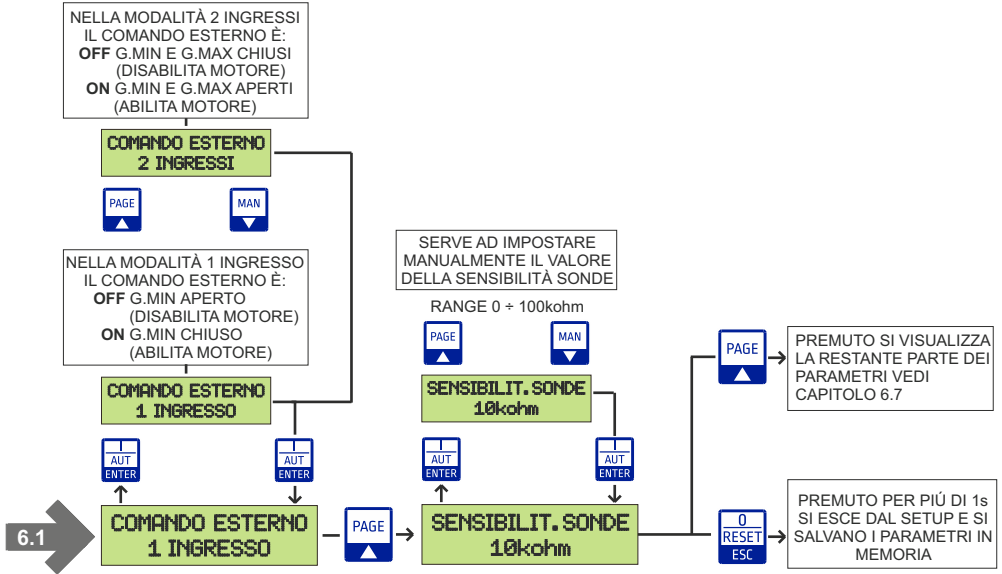 NELLA MODALITÀ 2 INGRESSI
IL COMANDO ESTERNO È:
OFF G.MIN E G.MAX CHIUSI
(DISABILITA MOTORE)
ON G.MIN E G.MAX APERTI
(ABILITA MOTORE)
COMANDO ESTERNO
2 INGRESSI
PAGE
MAN
NELLA MODALITÀ 1 INGRESSO
IL COMANDO ESTERNO È:
OFF G.MIN APERTO
(DISABILITA MOTORE)
ON G.MIN CHIUSO
(ABILITA MOTORE)
COMANDO ESTERNO
1 INGRESSO
I
AUT
ENTER
I
AUT
ENTER
6.1
COMANDO ESTERNO
1 INGRESSO
PAGE
SERVE AD IMPOSTARE
MANUALMENTE IL VALORE
DELLA SENSIBILITÀ SONDE
RANGE 0 ÷ 100kohm
PAGE
MAN
SENSIBILIT.SONDE
10kohm
I
AUT
ENTER
I
AUT
ENTER
SENSIBILIT.SONDE
10kohm
PAGE
PREMUTO SI VISUALIZZA
LA RESTANTE PARTE DEI
PARAMETRI VEDI
CAPITOLO 6.7
0
RESET
ESC
PREMUTO PER PIÚ DI 1s
SI ESCE DAL SETUP E SI
SALVANO I PARAMETRI IN
MEMORIA